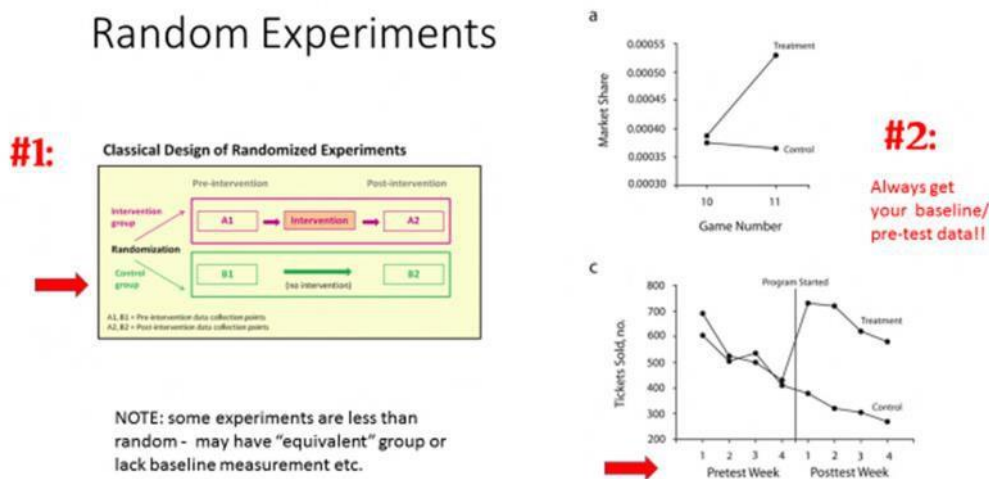 Random Experiments
#1:
Classical Design of Randomized Experiments
Pre-intervention
Post-intervention
Intervention
group
A1
Intervention
A2
Randomization
Control
group
B1
(no intervention)
B2
A1, B1 = Pre-intervention data collection points
A2, B2 = Post-intervention data collection points
NOTE: some experiments are less than
random - may have “equivalent” group or
lack baseline measurement etc.
a
0.00055
0.00050
0.00045
0.00040
0.00035
0.00030
Market Share
Treatment
Control
10
11
Game Number
#2:
Always get
your baseline/
pre-test data!!
c
Program Started
800
700
600
500
400
300
200
Tickets Sold, no.
Treatment
Control
1 2 3 4 1 2 3 4
Pretest Week
Posttest Week